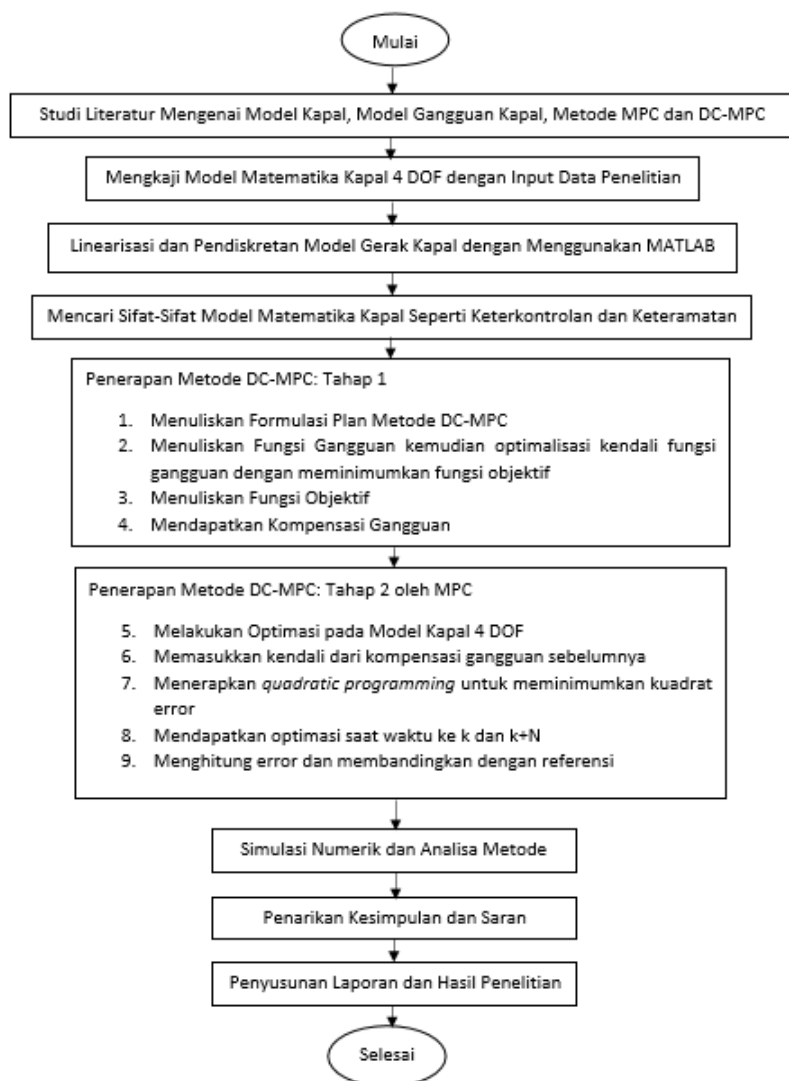 Mulai
Studi Literatur Mengenai Model Kapal, Model Gangguan Kapal, Metode MPC dan DC-MPC
Mengkaji Model Matematika Kapal 4 DOF dengan Input Data Penelitian
Linearisasi dan Pendiskretan Model Gerak Kapal dengan Menggunakan MATLAB
Mencari Sifat-Sifat Model Matematika Kapal Seperti Keterkontrolan dan Keteramatan
Penerapan Metode DC-MPC: Tahap 1
1. Menuliskan Formulasi Plan Metode DC-MPC
2. Menuliskan Fungsi Gangguan kemudian optimalisasi kendali fungsi
gangguan dengan meminimumkan fungsi objektif
3. Menuliskan Fungsi Objektif
4. Mendapatkan Kompensasi Gangguan
Penerapan Metode DC-MPC: Tahap 2 oleh MPC
5. Melakukan Optimasi pada Model Kapal 4 DOF
6. Memasukkan kendali dari kompensasi gangguan sebelumnya
7. Menerapkan quadratic programming untuk meminimumkan kuadrat
error
8. Mendapatkan optimasi saat waktu ke k dan k+N
9. Menghitung error dan membandingkan dengan referensi
Simulasi Numerik dan Analisa Metode
Penarikan Kesimpulan dan Saran
Penyusunan Laporan dan Hasil Penelitian
Selesai